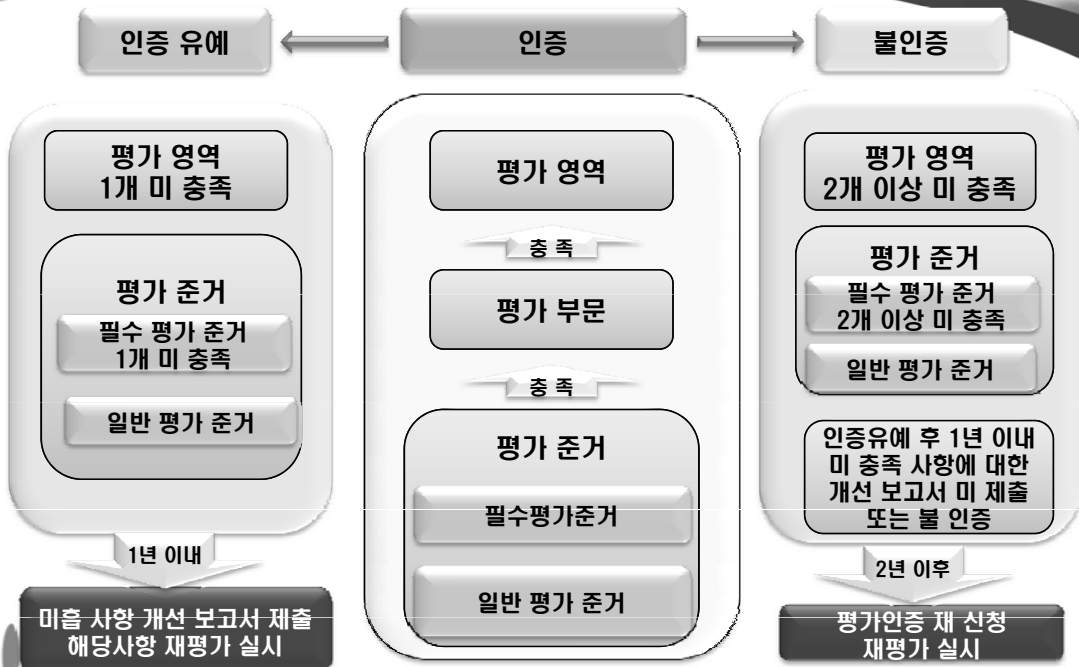 인증 유예
인증
불인증
평가 영역
1개 미 충족
평가 준거
필수 평가 준거
1개 미 충족
일반 평가 준거
1년 이내
미흡 사항 개선 보고서 제출
해당사항 재평가 실시
평가 영역
충 족
평가 부문
충 족
평가 준거
필수평가준거
일반 평가 준거
평가 영역
2개 이상 미 충족
평가 준거
필수 평가 준거
2개 이상 미 충족
일반 평가 준거
인증유예 후 1년 이내
미 충족 사항에 대한
개선 보고서 미 제출
또는 불 인증
2년 이후
평가인증 재 신청
재평가 실시